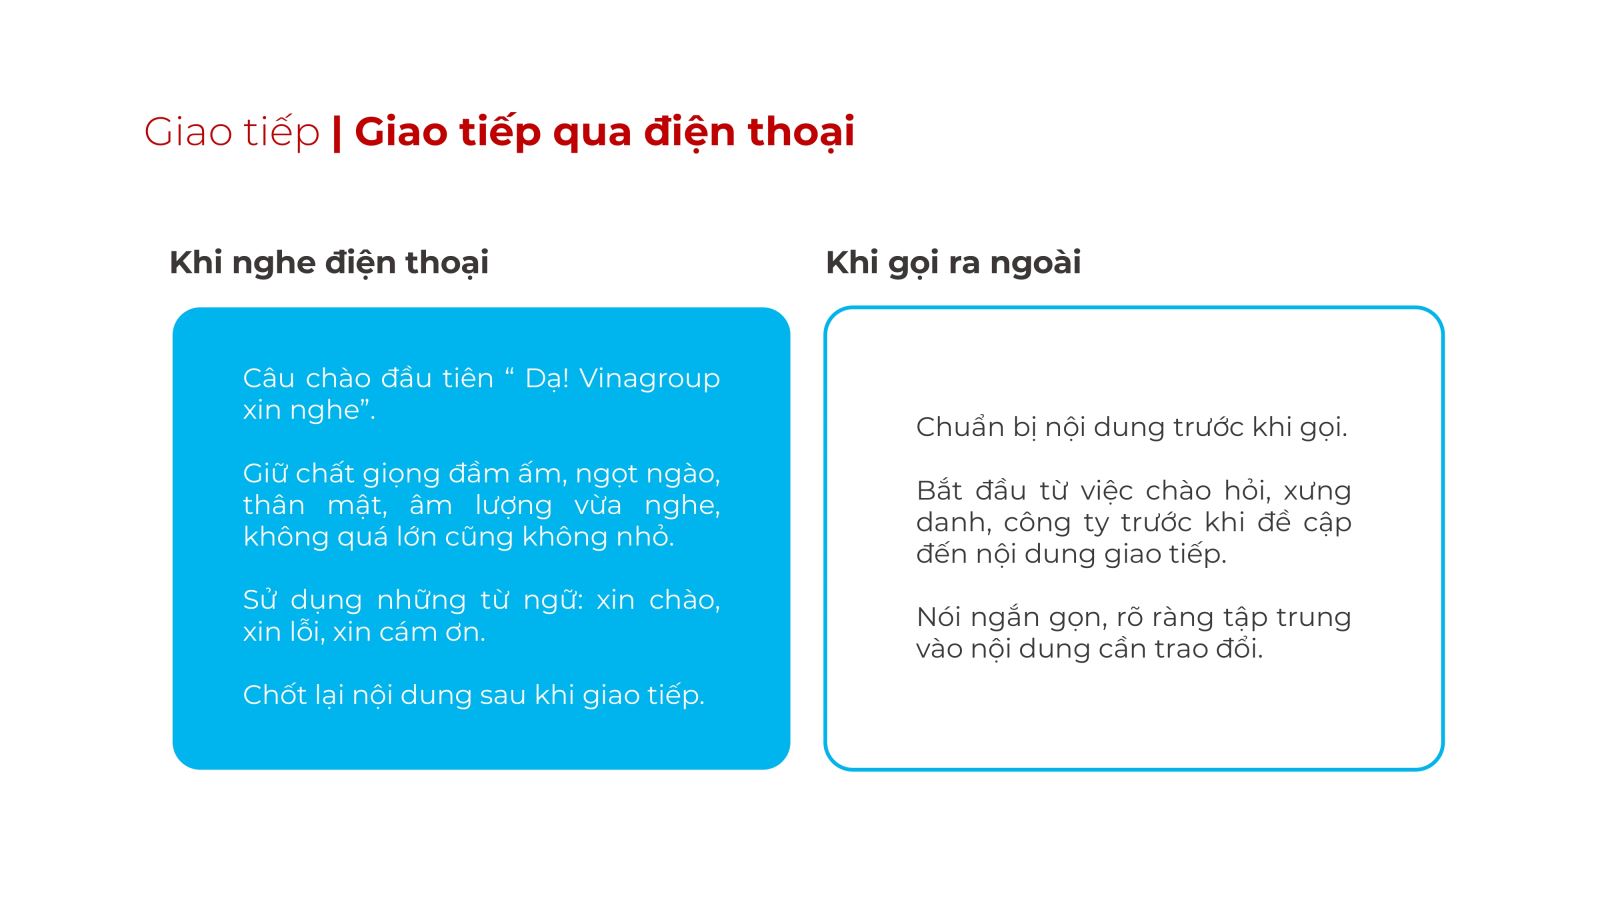 Giao tiếp | Giao tiếp qua điện thoại
Khi nghe điện thoại
Câu chào đầu tiên “ Dạ! Vinagroup
xin nghe”.
Giữ chất giọng đầm ấm, ngọt ngào,
thân mật, âm lượng vừa nghe,
không quá lớn cũng không nhỏ.
Sử dụng những từ ngữ: xin chào,
xin lỗi, xin cám ơn.
Chốt lại nội dung sau khi giao tiếp.
Khi gọi ra ngoài
Chuẩn bị nội dung trước khi gọi.
Bắt đầu từ việc chào hỏi, xưng
danh, công ty trước khi đề cập
đến nội dung giao tiếp.
Nói ngắn gọn, rõ ràng tập trung
vào nội dung cần trao đổi.